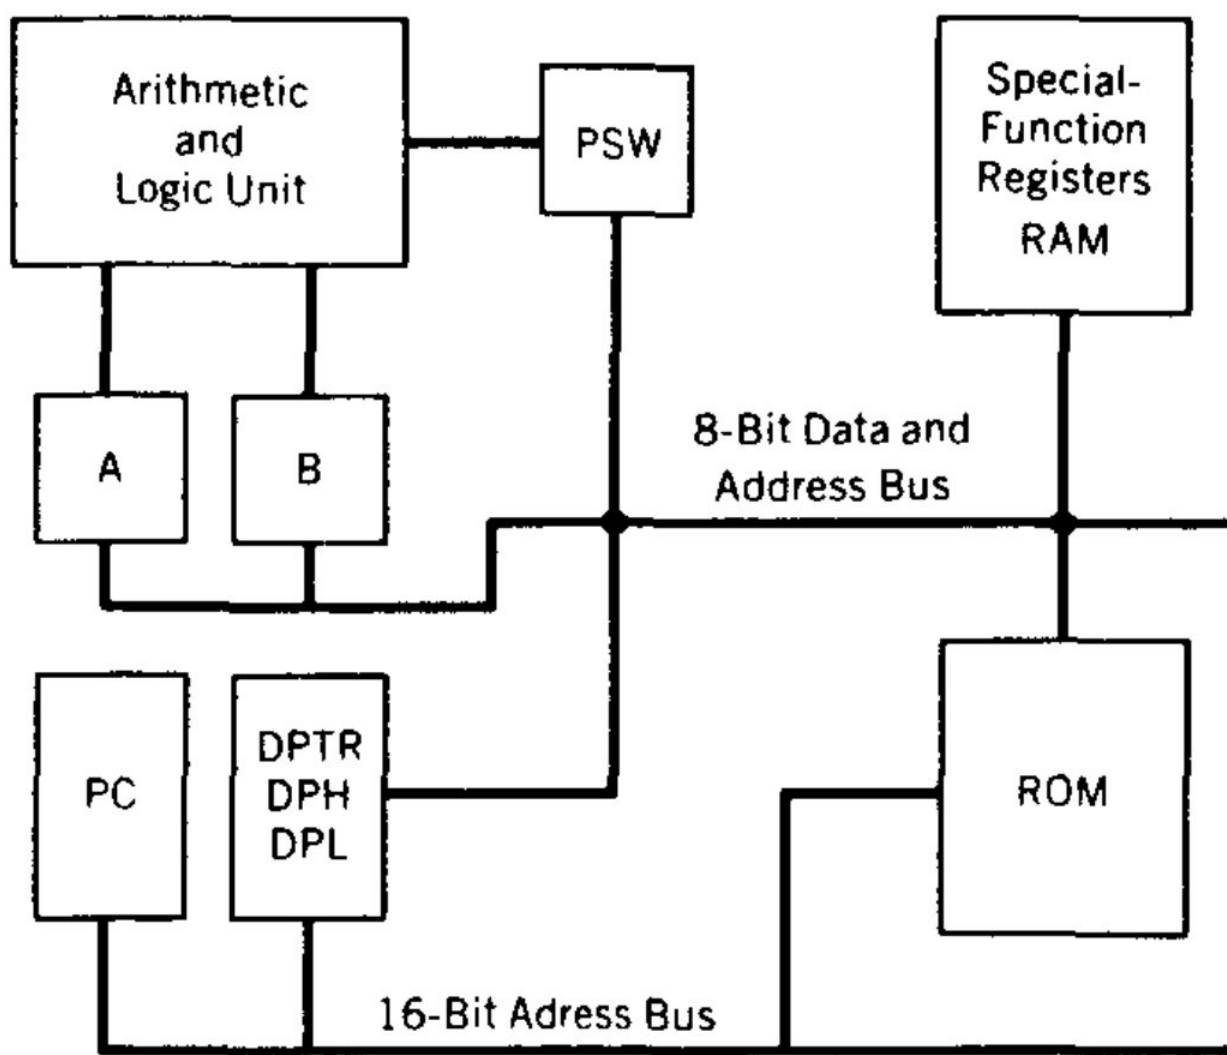 Arithmetic
and
Logic Unit
PSW
Special-
Function
Registers
RAM
A
B
8-Bit Data and
Address Bus
PC
DPTR
DPH
DPL
ROM
16-Bit Adress Bus